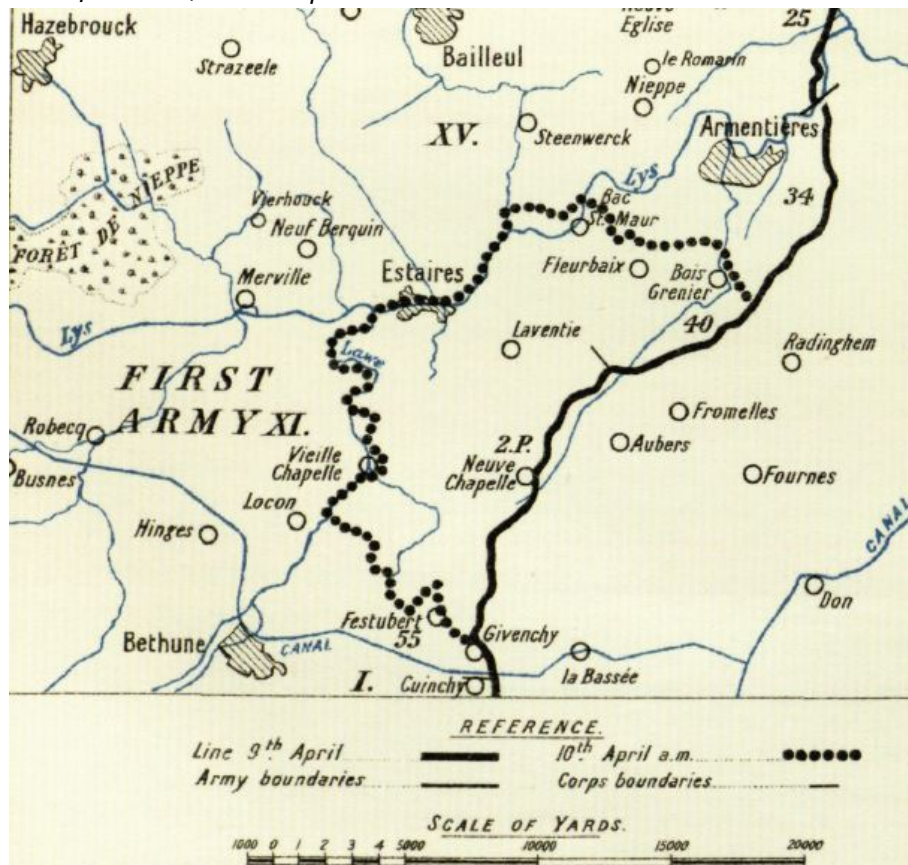 Hazebrouck
25
Eglise
Strazeele
Bailleul
le Romarin
Nieppe
XV.
Steenwerck
Armentières
FORÊT DE NIEPPE
Vierhouck
Neuf Berquin
Lys
Bac
St. Maur
34
Merville
Estaires
Fleurbaix
Bois
Grenier
Lys
Lawe
Laventie
40
Radinghem
FIRST
ARMY XI.
Fromelles
Robecq
Vieille
Chapelle
2.P.
Neuve
Chapelle
Aubers
Fournes
Busnes
Locon
Hinges
CANAL
Don
Festubert
55
Givenchy
Bethune
CANAL
la Bassée
I.
Cuinchy
REFERENCE.
Line 9th April
10th April a.m.
Army boundaries
Corps boundaries
SCALE OF YARDS.
1000 0 1 2 3 4 5000 10000 15000 20000